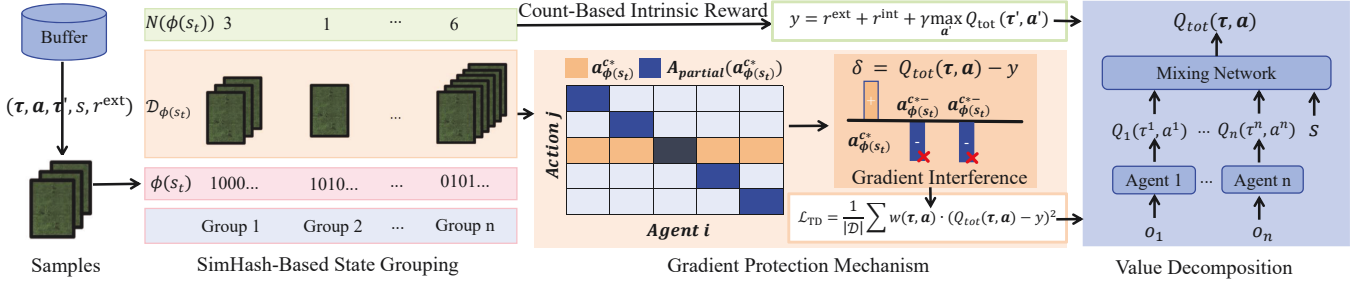 Buffer
(τ, a, τ', s, r^ext)
Samples
N(ϕ(s_t)) 3 1 ... 6
D_ϕ(s_t) ...
ϕ(s_t) 1000... 1010... ... 0101...
Group 1 Group 2 ... Group n
SimHash-Based State Grouping
Count-Based Intrinsic Reward
y = r^ext + r^int + γ max_a' Q_tot (τ', a')
a^c*_ϕ(s_t) A_partial(a^c*_ϕ(s_t))
Action j
Agent i
δ = Q_tot(τ, a) − y
+
a^c*−_ϕ(s_t) a^c*−_ϕ(s_t)
a^c*_ϕ(s_t)
- -
Gradient Interference
L_TD = 1/|D| ∑ w(τ, a) · (Q_tot(τ, a) − y)²
Gradient Protection Mechanism
Q_tot(τ, a)
Mixing Network
Q_1(τ^1, a^1) ... Q_n(τ^n, a^n) S
Agent 1 ... Agent n
o_1 o_n
Value Decomposition